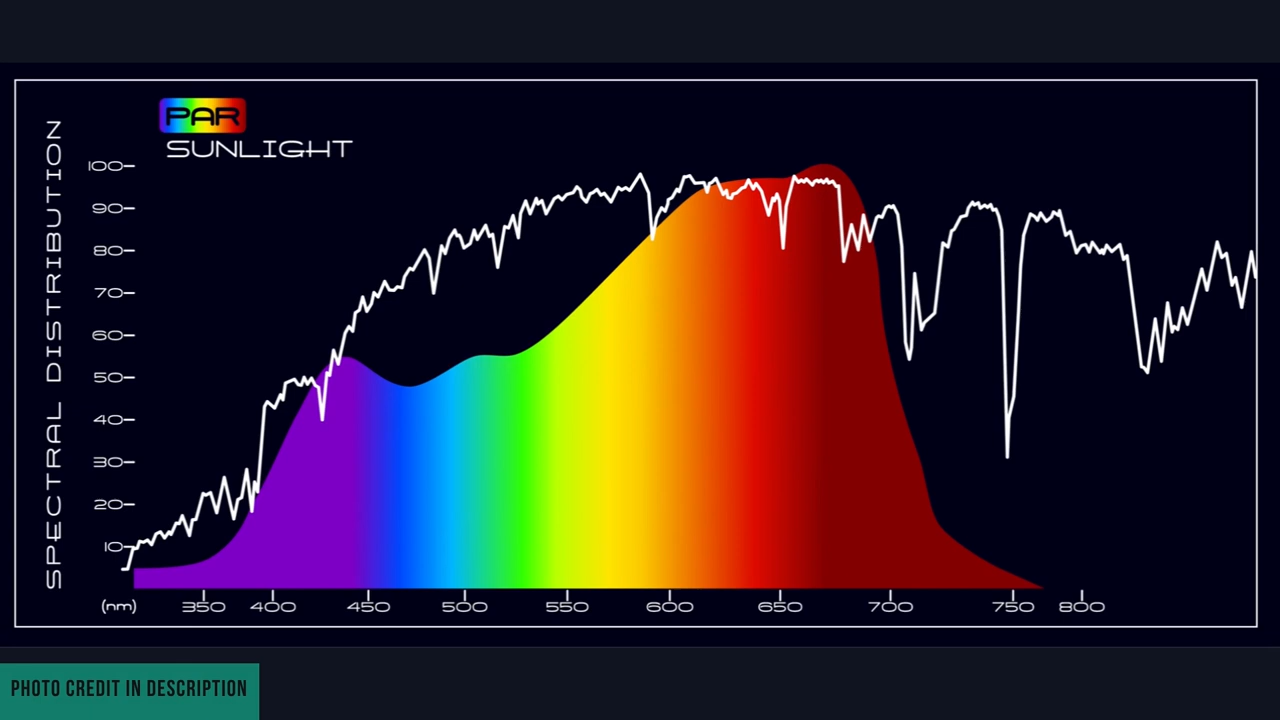 PAR
SUNLIGHT
SPECTRAL DISTRIBUTION
100
90
80
70
60
50
40
30
20
10
(nm) 350 400 450 500 550 600 650 700 750 800
PHOTO CREDIT IN DESCRIPTION